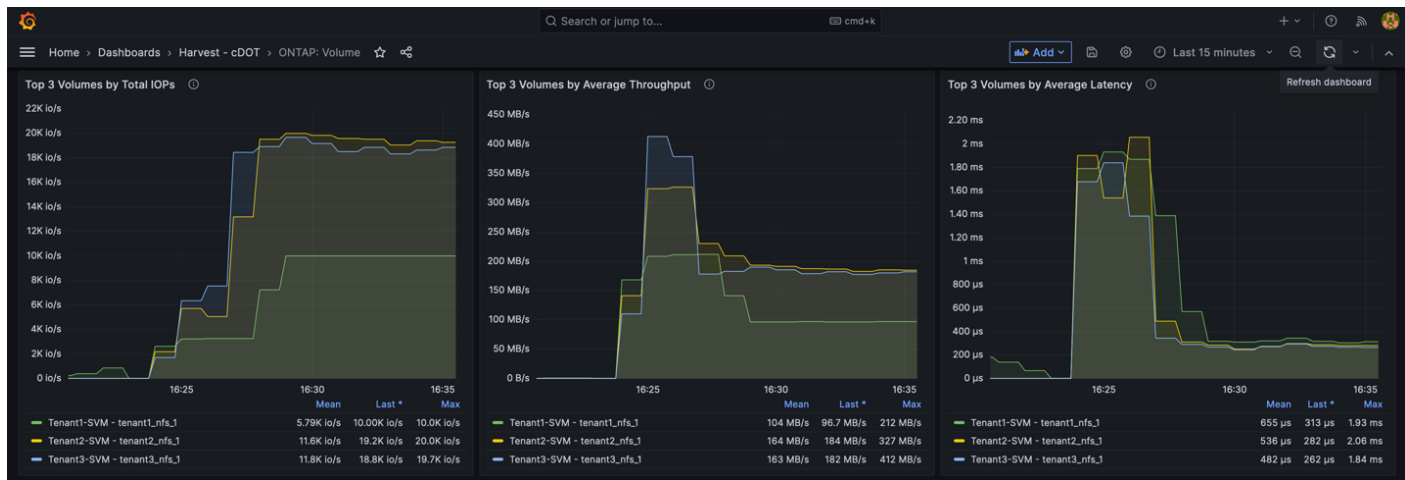 Search or jump to... cmd+k
Home › Dashboards › Harvest - cDOT › ONTAP: Volume Add Last 15 minutes
Refresh dashboard
Top 3 Volumes by Total IOPs
22K io/s
20K io/s
18K io/s
16K io/s
14K io/s
12K io/s
10K io/s
8K io/s
6K io/s
4K io/s
2K io/s
0 io/s
16:25 16:30 16:35
Mean Last * Max
Tenant1-SVM - tenant1_nfs_1 5.79K io/s 10.00K io/s 10.0K io/s
Tenant2-SVM - tenant2_nfs_1 11.6K io/s 19.2K io/s 20.0K io/s
Tenant3-SVM - tenant3_nfs_1 11.8K io/s 18.8K io/s 19.7K io/s
Top 3 Volumes by Average Throughput
450 MB/s
400 MB/s
350 MB/s
300 MB/s
250 MB/s
200 MB/s
150 MB/s
100 MB/s
50 MB/s
0 B/s
16:25 16:30 16:35
Mean Last * Max
Tenant1-SVM - tenant1_nfs_1 104 MB/s 96.7 MB/s 212 MB/s
Tenant2-SVM - tenant2_nfs_1 164 MB/s 184 MB/s 327 MB/s
Tenant3-SVM - tenant3_nfs_1 163 MB/s 182 MB/s 412 MB/s
Top 3 Volumes by Average Latency
2.20 ms
2 ms
1.80 ms
1.60 ms
1.40 ms
1.20 ms
1 ms
800 µs
600 µs
400 µs
200 µs
0 µs
16:25 16:30 16:35
Mean Last * Max
Tenant1-SVM - tenant1_nfs_1 655 µs 313 µs 1.93 ms
Tenant2-SVM - tenant2_nfs_1 536 µs 282 µs 2.06 ms
Tenant3-SVM - tenant3_nfs_1 482 µs 262 µs 1.84 ms